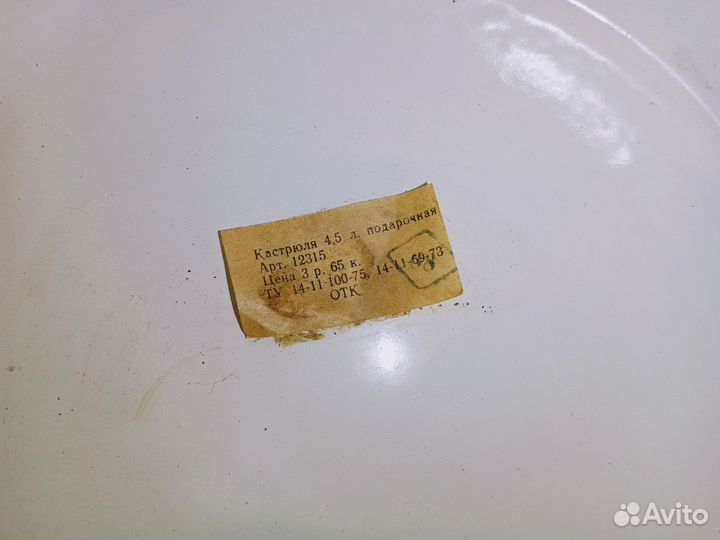 Кастрюля 4,5 л. подарочная
Арт. 12315
Цена 3 р. 65 к.
ТУ 14-11-100-75, 14-11-69-73
ОТК
Avito